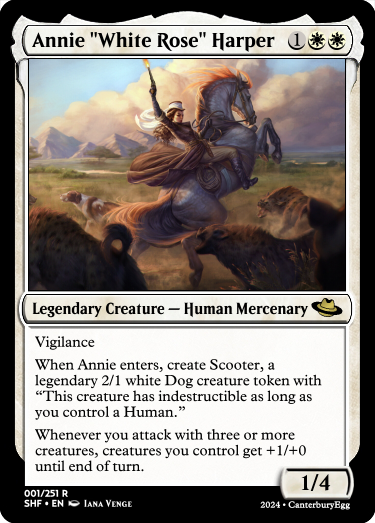 Annie "White Rose" Harper 1
Legendary Creature — Human Mercenary
Vigilance
When Annie enters, create Scooter, a
legendary 2/1 white Dog creature token with
“This creature has indestructible as long as
you control a Human.”
Whenever you attack with three or more
creatures, creatures you control get +1/+0
until end of turn.
1/4
001/251 R
SHF • EN Iana Venge
2024 • CanterburyEgg